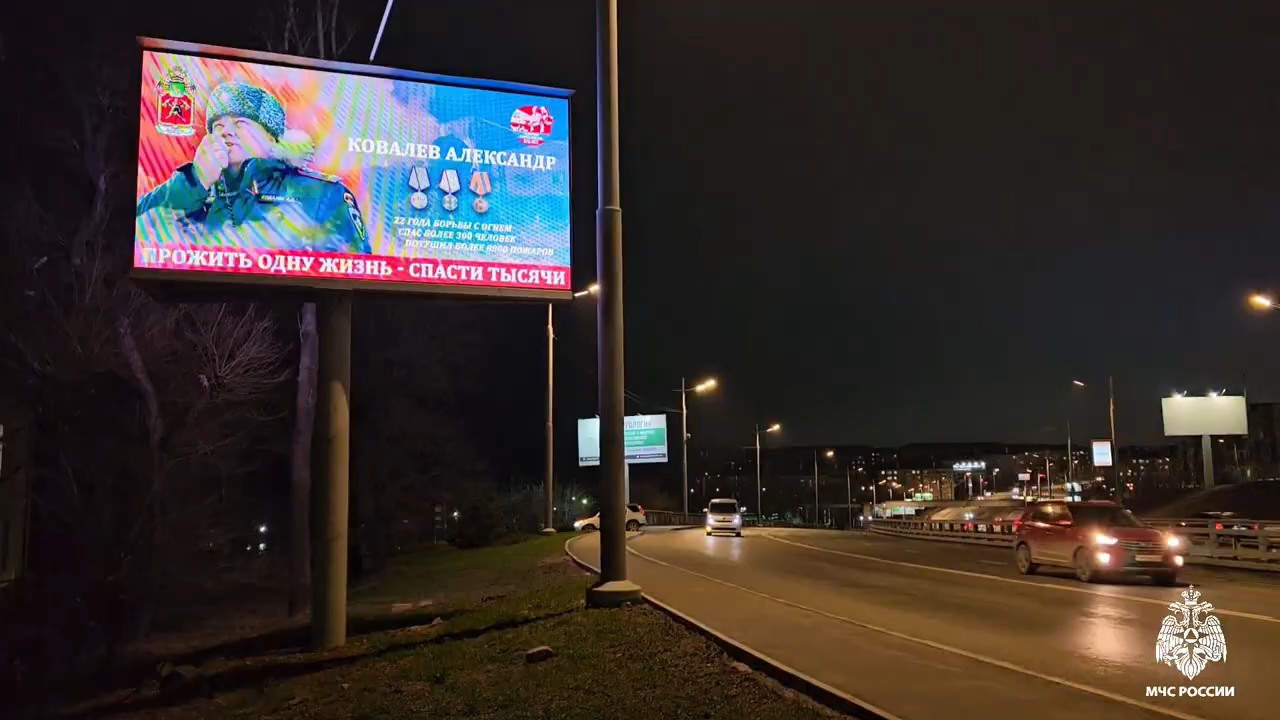 КОВАЛЕВ АЛЕКСАНДР
22 ГОДА БОРЬБЫ С ОГНЕМ
СПАС БОЛЕЕ 300 ЧЕЛОВЕК
ПОТУШИЛ БОЛЕЕ 8000 ПОЖАРОВ
ПРОЖИТЬ ОДНУ ЖИЗНЬ - СПАСТИ ТЫСЯЧИ
МЧС РОССИИ